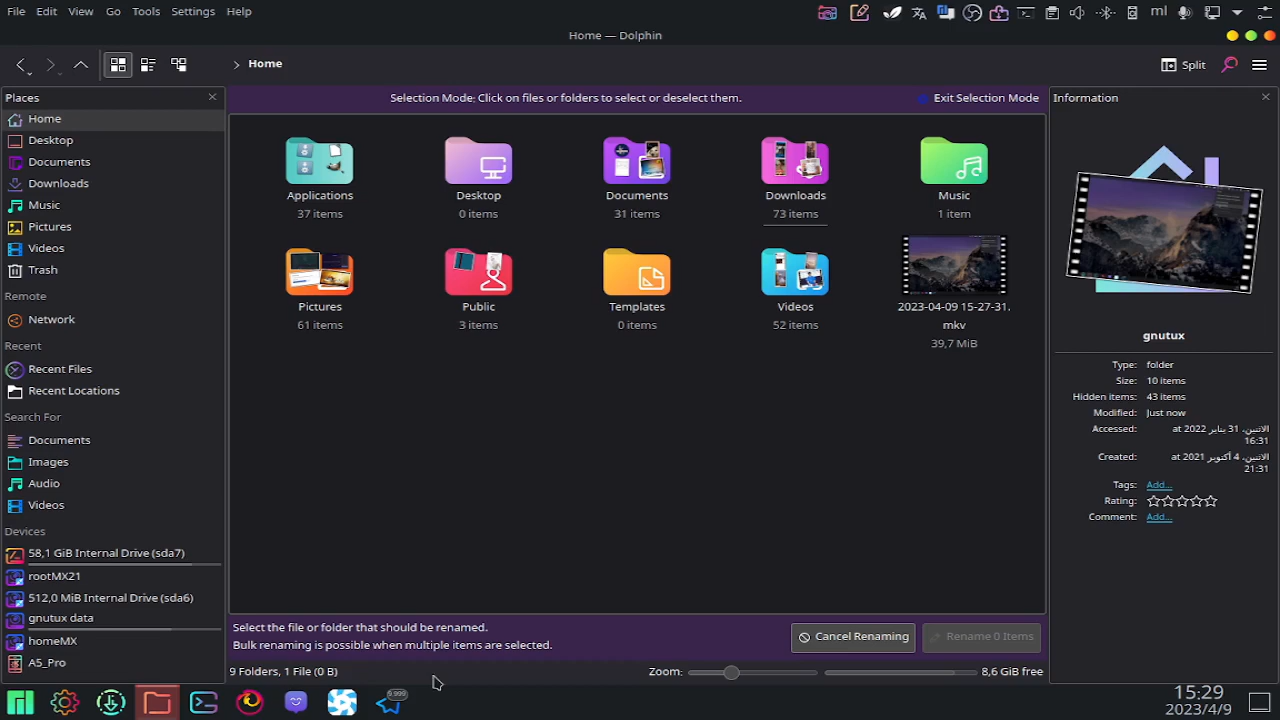 File Edit View Go Tools Settings Help
ml
Home — Dolphin
Home
Split
Places
Selection Mode: Click on files or folders to select or deselect them.
Exit Selection Mode
Information
Home
Desktop
Documents
Downloads
Music
Pictures
Videos
Trash
Remote
Network
Recent
Recent Files
Recent Locations
Search For
Documents
Images
Audio
Videos
Devices
58,1 GiB Internal Drive (sda7)
rootMX21
512,0 MiB Internal Drive (sda6)
gnutux data
homeMX
A5_Pro
Applications
37 items
Desktop
0 items
Documents
31 items
Downloads
73 items
Music
1 item
Pictures
61 items
Public
3 items
Templates
0 items
Videos
52 items
2023-04-09 15-27-31.
mkv
39,7 MiB
gnutux
Type: folder
Size: 10 items
Hidden items: 43 items
Modified: Just now
Accessed: الاثنين، 31 يناير 2022 at
16:31
Created: الاثنين، 4 أكتوبر 2021 at
21:31
Tags: Add...
Rating:
Comment: Add...
Select the file or folder that should be renamed.
Bulk renaming is possible when multiple items are selected.
Cancel Renaming
Rename 0 Items
9 Folders, 1 File (0 B)
Zoom:
8,6 GiB free
9,999
15:29
2023/4/9